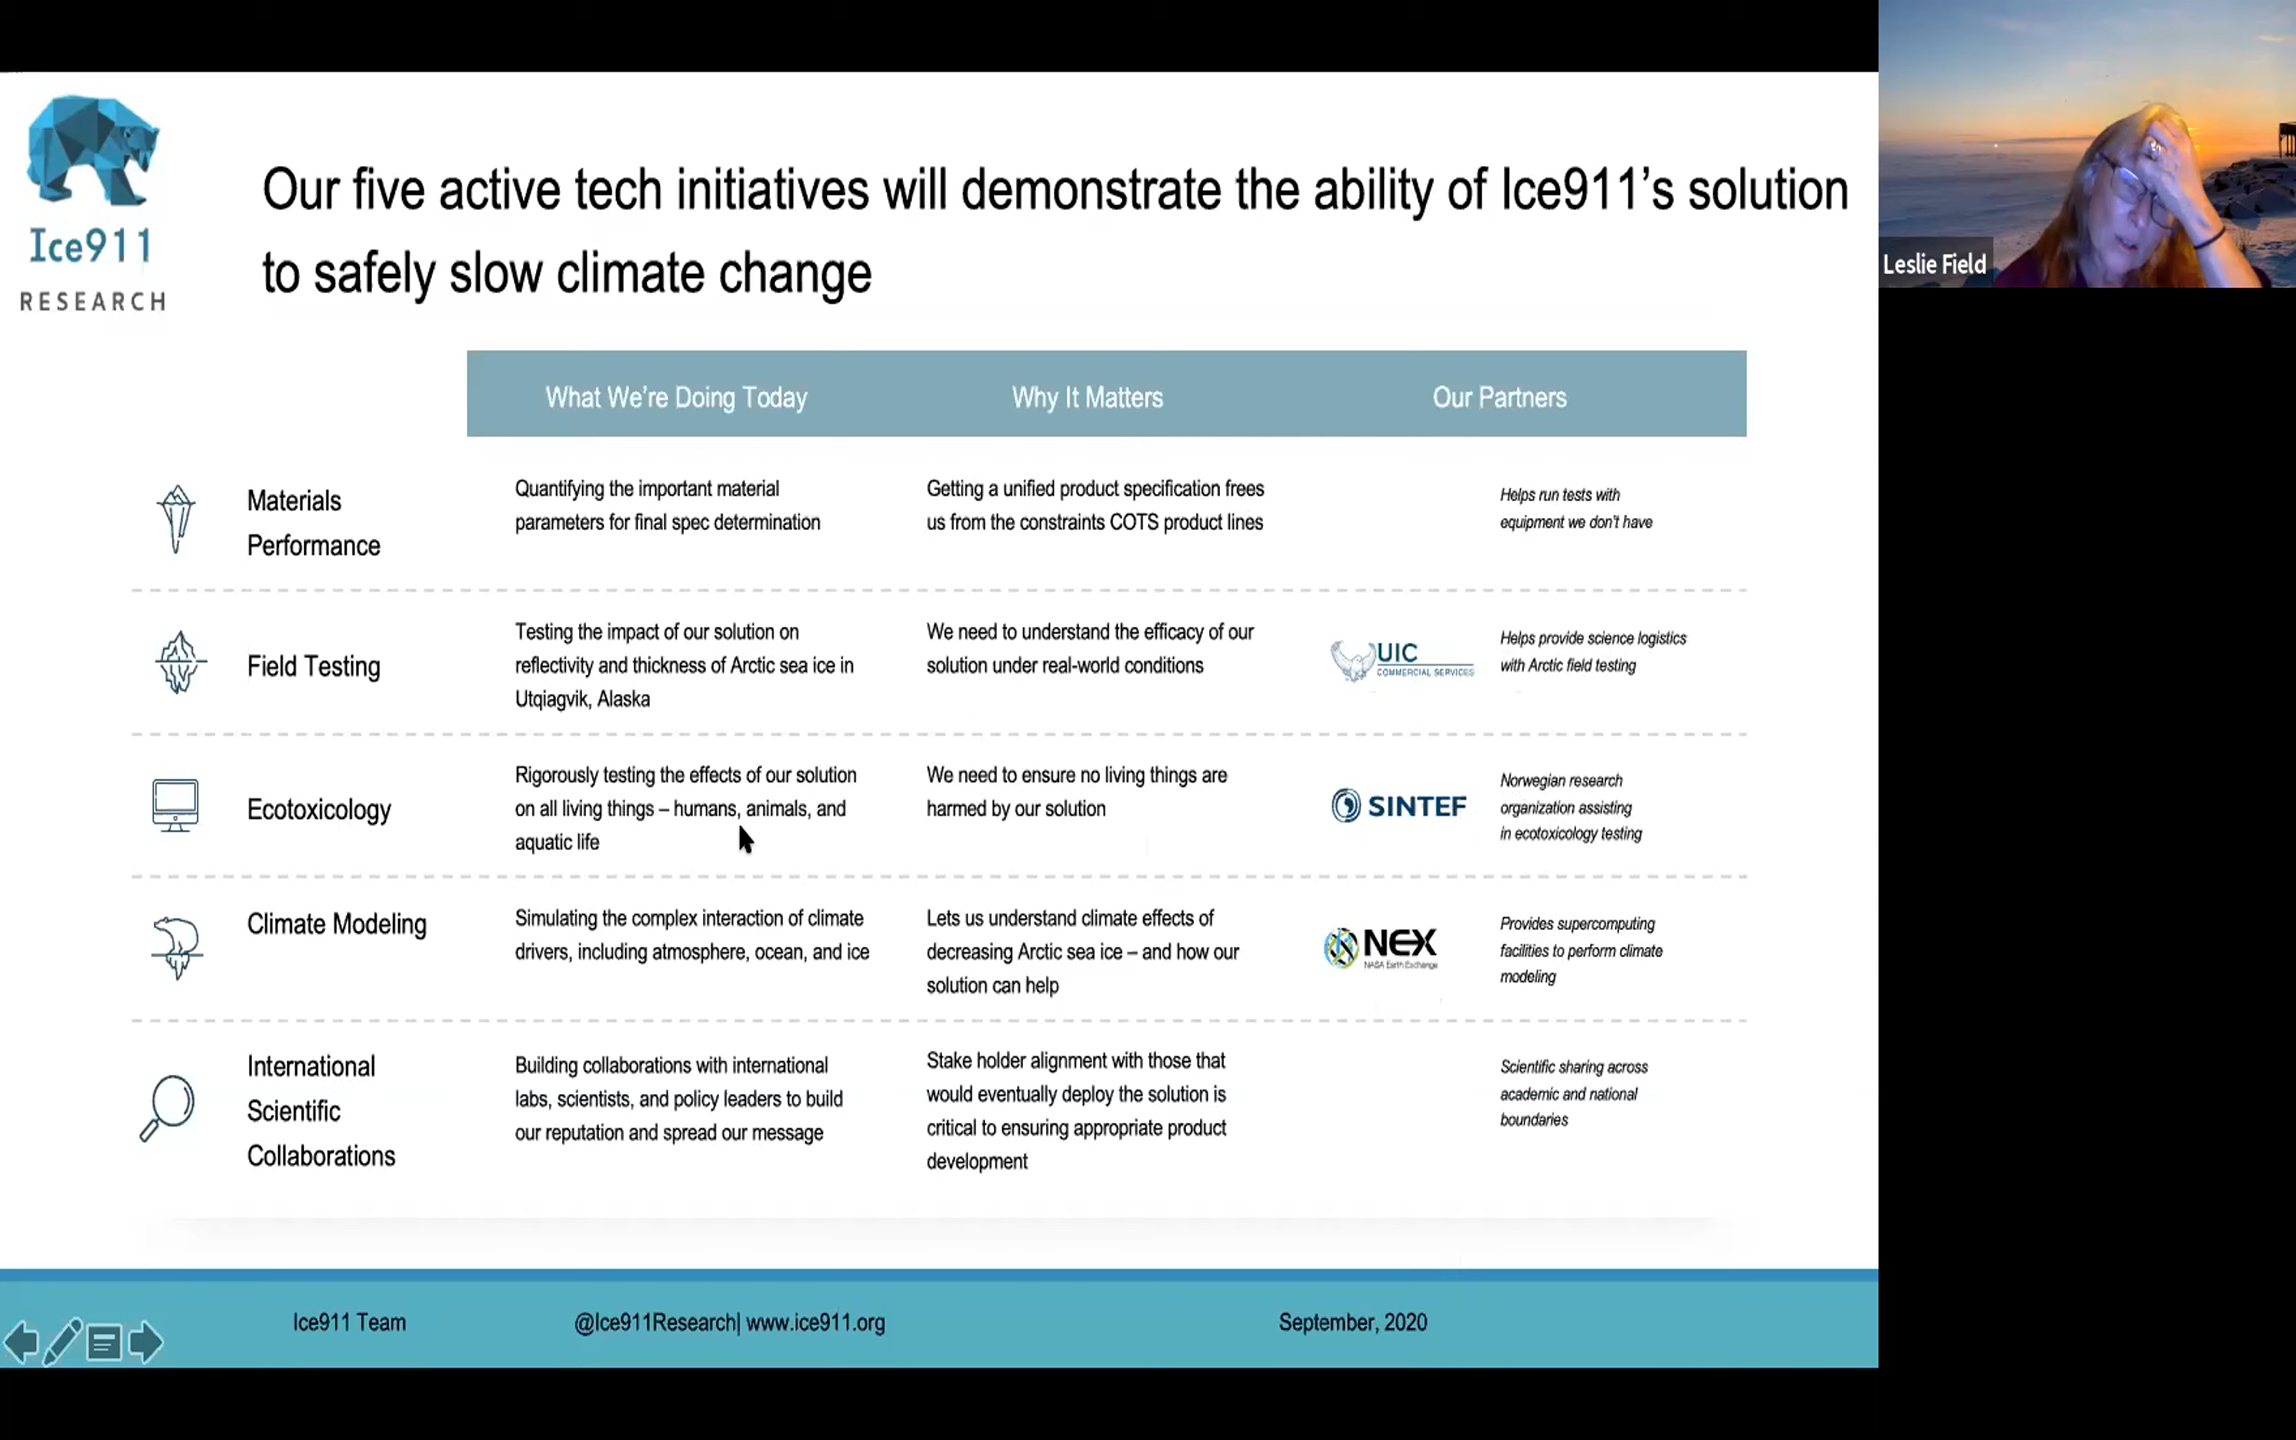 Ice911
RESEARCH
Our five active tech initiatives will demonstrate the ability of Ice911's solution
to safely slow climate change
Leslie Field
What We're Doing Today
Why It Matters
Our Partners
Materials
Performance
Quantifying the important material
parameters for final spec determination
Getting a unified product specification frees
us from the constraints COTS product lines
Helps run tests with
equipment we don't have
Field Testing
Testing the impact of our solution on
reflectivity and thickness of Arctic sea ice in
Utqiagvik, Alaska
We need to understand the efficacy of our
solution under real-world conditions
UIC
COMMERCIAL SERVICES
Helps provide science logistics
with Arctic field testing
Ecotoxicology
Rigorously testing the effects of our solution
on all living things – humans, animals, and
aquatic life
We need to ensure no living things are
harmed by our solution
SINTEF
Norwegian research
organization assisting
in ecotoxicology testing
Climate Modeling
Simulating the complex interaction of climate
drivers, including atmosphere, ocean, and ice
Lets us understand climate effects of
decreasing Arctic sea ice – and how our
solution can help
NEX
NASA Earth Exchange
Provides supercomputing
facilities to perform climate
modeling
International
Scientific
Collaborations
Building collaborations with international
labs, scientists, and policy leaders to build
our reputation and spread our message
Stake holder alignment with those that
would eventually deploy the solution is
critical to ensuring appropriate product
development
Scientific sharing across
academic and national
boundaries
Ice911 Team
@Ice911Research| www.ice911.org
September, 2020